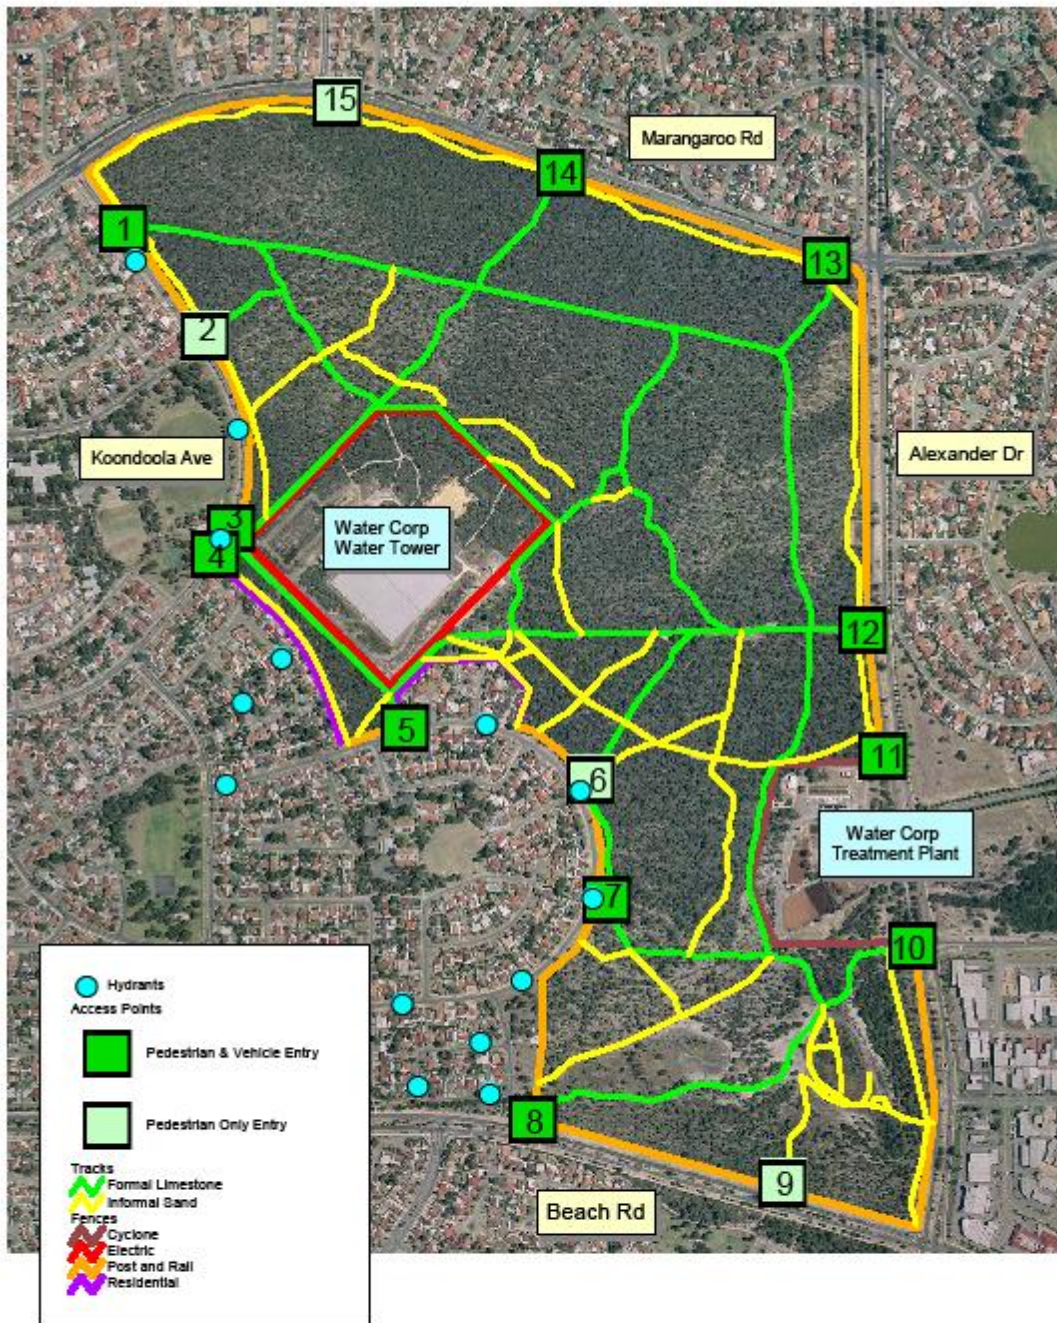 15
Marangaroo Rd
14
1
13
2
Koondoola Ave
Alexander Dr
3
4
Water Corp
Water Tower
12
5
11
6
Water Corp
Treatment Plant
7
10
8
9
Beach Rd
Hydrants
Access Points
Pedestrian & Vehicle Entry
Pedestrian Only Entry
Tracks
Formal Limestone
Informal Sand
Fences
Cyclone
Electric
Post and Rail
Residential